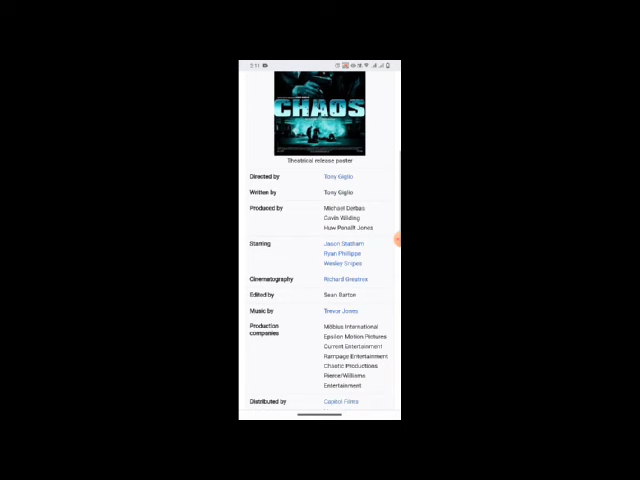 CHAOS
Theatrical release poster
Directed by Tony Giglio
Written by Tony Giglio
Produced by Michael Derbas
Gavin Wilding
Huw Penallt Jones
Starring Jason Statham
Ryan Phillippe
Wesley Snipes
Cinematography Richard Greatrex
Edited by Sean Barton
Music by Trevor Jones
Production Möbius International
companies Epsilon Motion Pictures
Current Entertainment
Rampage Entertainment
Chaotic Productions
Pierce/Williams
Entertainment
Distributed by Capitol Films